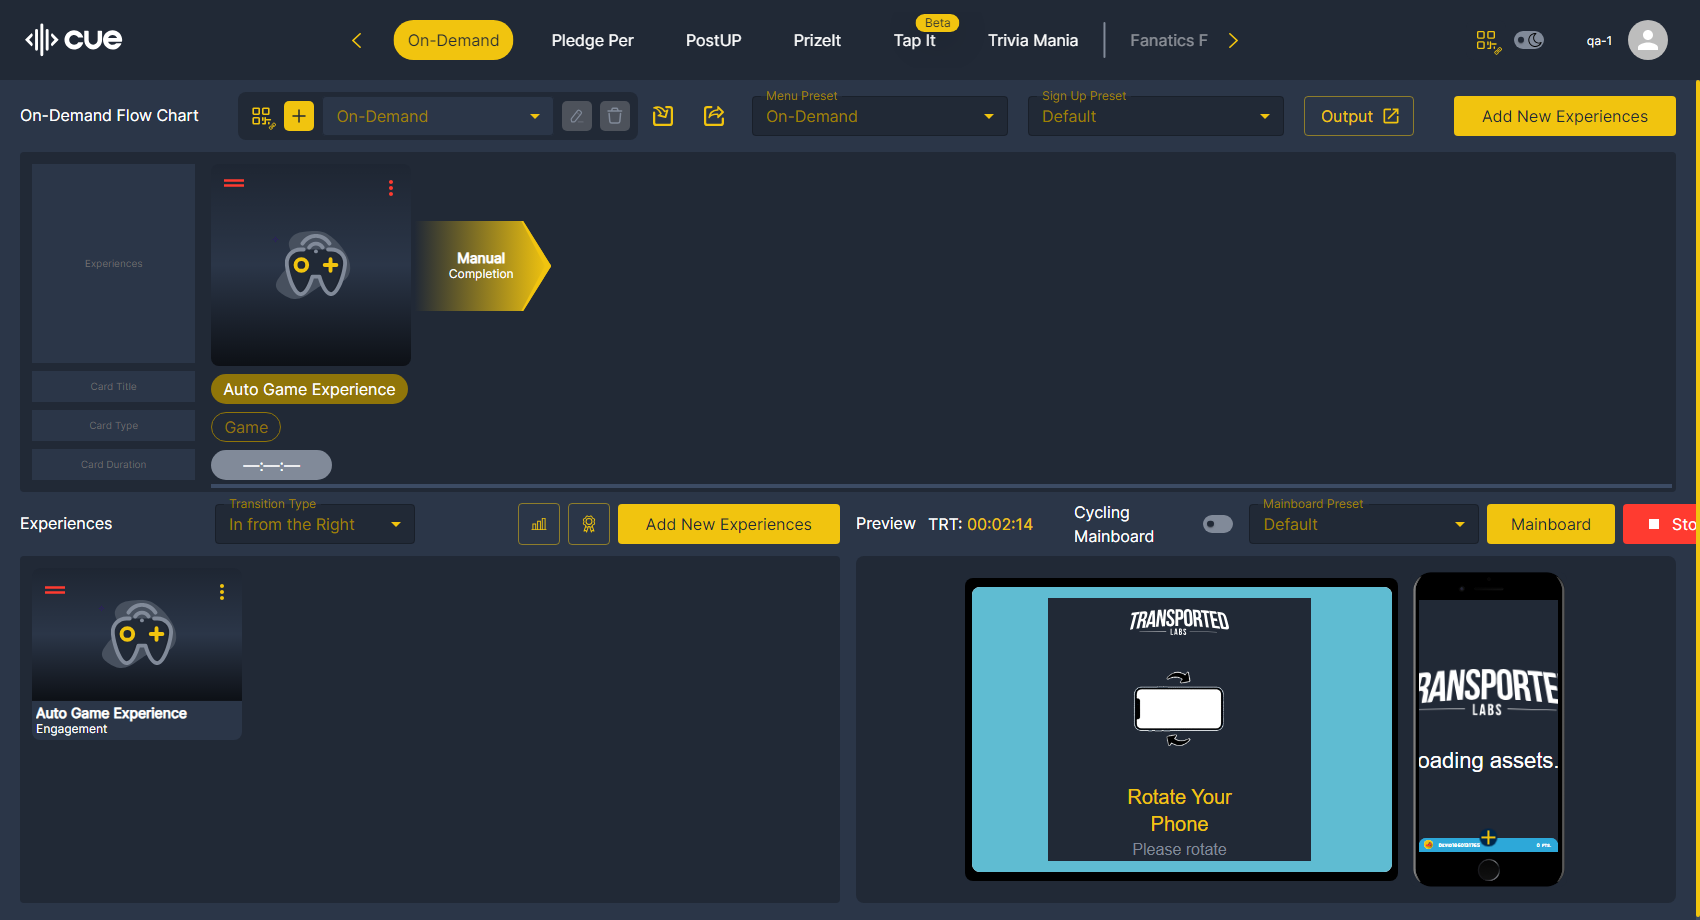 cue
On-Demand
Pledge Per
PostUP
PrizeIt
Beta
Tap It
Trivia Mania
Fanatics F
qa-1
On-Demand Flow Chart
On-Demand
Menu Preset
On-Demand
Sign Up Preset
Default
Output
Add New Experiences
Experiences
Manual
Completion
Card Title
Auto Game Experience
Card Type
Game
Card Duration
—:—:—
Experiences
Transition Type
In from the Right
Add New Experiences
Preview
TRT: 00:02:14
Cycling
Mainboard
Mainboard Preset
Default
Mainboard
Sto
Auto Game Experience
Engagement
TRANSPORTED
LABS
Rotate Your
Phone
Please rotate
RANSPORTE
LABS
oading assets.
0 PTS.